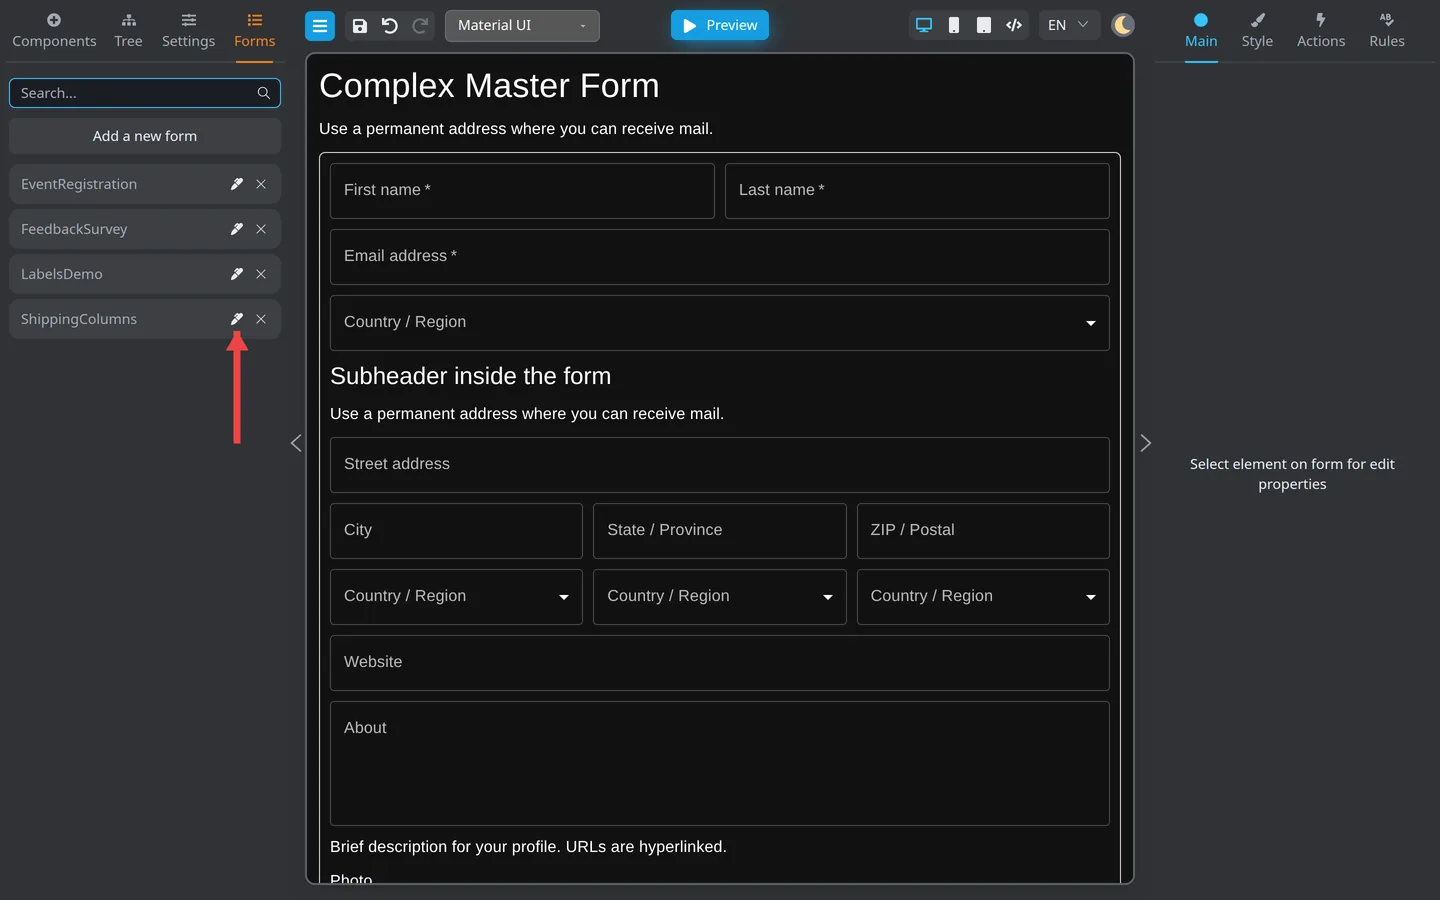 Components
Tree
Settings
Forms
Material UI
Preview
EN
Main
Style
Actions
AB
Rules
Search...
Add a new form
EventRegistration
FeedbackSurvey
LabelsDemo
ShippingColumns
Complex Master Form
Use a permanent address where you can receive mail.
First name *
Last name *
Email address *
Country / Region
Subheader inside the form
Use a permanent address where you can receive mail.
Street address
City
State / Province
ZIP / Postal
Country / Region
Country / Region
Country / Region
Website
About
Brief description for your profile. URLs are hyperlinked.
Photo
Select element on form for edit
properties